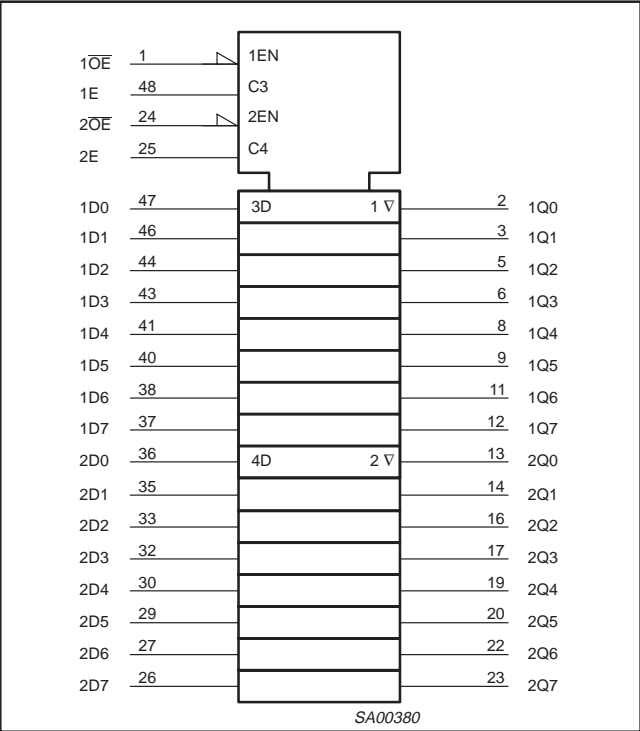 1O̅E̅ 1 1EN
1E 48 C3
2O̅E̅ 24 2EN
2E 25 C4
1D0 47 3D 1 ∇ 2 1Q0
1D1 46 3 1Q1
1D2 44 5 1Q2
1D3 43 6 1Q3
1D4 41 8 1Q4
1D5 40 9 1Q5
1D6 38 11 1Q6
1D7 37 12 1Q7
2D0 36 4D 2 ∇ 13 2Q0
2D1 35 14 2Q1
2D2 33 16 2Q2
2D3 32 17 2Q3
2D4 30 19 2Q4
2D5 29 20 2Q5
2D6 27 22 2Q6
2D7 26 23 2Q7
SA00380